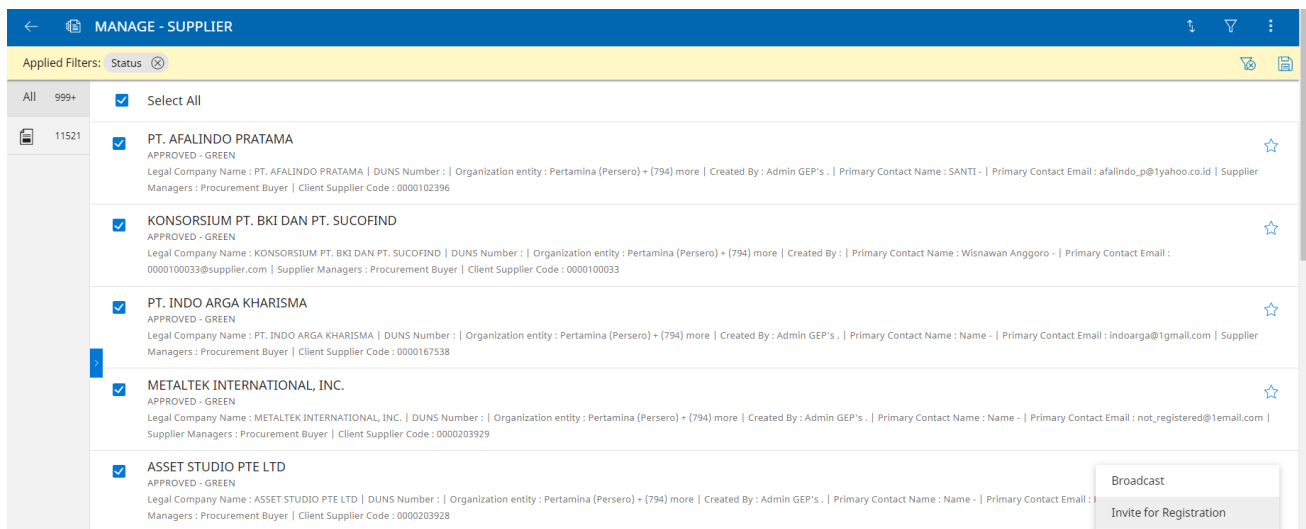 MANAGE - SUPPLIER
Applied Filters: Status
All 999+
Select All
11521
PT. AFALINDO PRATAMA
APPROVED - GREEN
Legal Company Name : PT. AFALINDO PRATAMA | DUNS Number : | Organization entity : Pertamina (Persero) + (794) more | Created By : Admin GEP's . | Primary Contact Name : SANTI - | Primary Contact Email : afalindo_p@1yahoo.co.id | Supplier
Managers : Procurement Buyer | Client Supplier Code : 0000102396
KONSORSIUM PT. BKI DAN PT. SUCOFIND
APPROVED - GREEN
Legal Company Name : KONSORSIUM PT. BKI DAN PT. SUCOFIND | DUNS Number : | Organization entity : Pertamina (Persero) + (794) more | Created By : | Primary Contact Name : Wisnawan Anggoro - | Primary Contact Email :
0000100033@supplier.com | Supplier Managers : Procurement Buyer | Client Supplier Code : 0000100033
PT. INDO ARGA KHARISMA
APPROVED - GREEN
Legal Company Name : PT. INDO ARGA KHARISMA | DUNS Number : | Organization entity : Pertamina (Persero) + (794) more | Created By : Admin GEP's . | Primary Contact Name : Name - | Primary Contact Email : indoarga@1gmail.com | Supplier
Managers : Procurement Buyer | Client Supplier Code : 0000167538
METALTEK INTERNATIONAL, INC.
APPROVED - GREEN
Legal Company Name : METALTEK INTERNATIONAL, INC. | DUNS Number : | Organization entity : Pertamina (Persero) + (794) more | Created By : Admin GEP's . | Primary Contact Name : Name - | Primary Contact Email : not_registered@1email.com |
Supplier Managers : Procurement Buyer | Client Supplier Code : 0000203929
ASSET STUDIO PTE LTD
APPROVED - GREEN
Legal Company Name : ASSET STUDIO PTE LTD | DUNS Number : | Organization entity : Pertamina (Persero) + (794) more | Created By : Admin GEP's . | Primary Contact Name : Name - | Primary Contact Email :
Managers : Procurement Buyer | Client Supplier Code : 0000203928
Broadcast
Invite for Registration